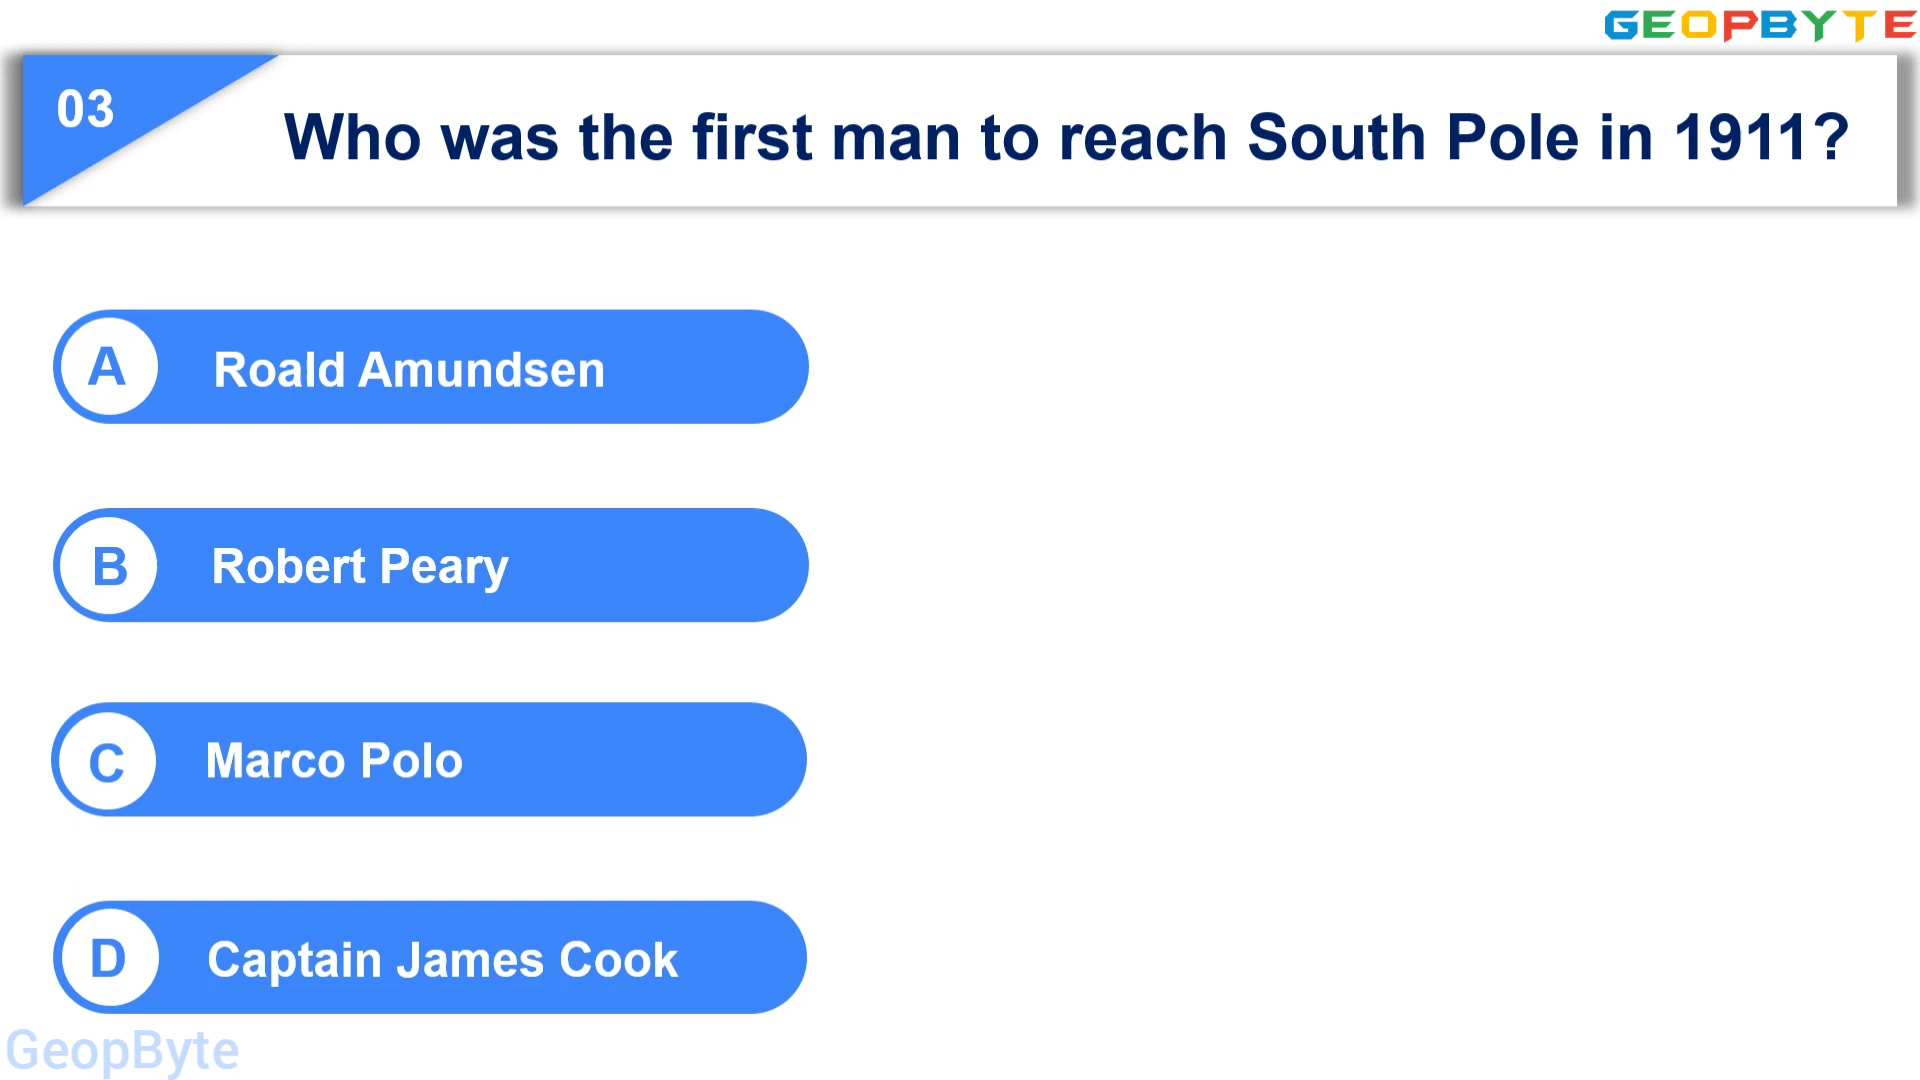 GEOPBYTE
03
Who was the first man to reach South Pole in 1911?
A Roald Amundsen
B Robert Peary
C Marco Polo
D Captain James Cook
GeopByte